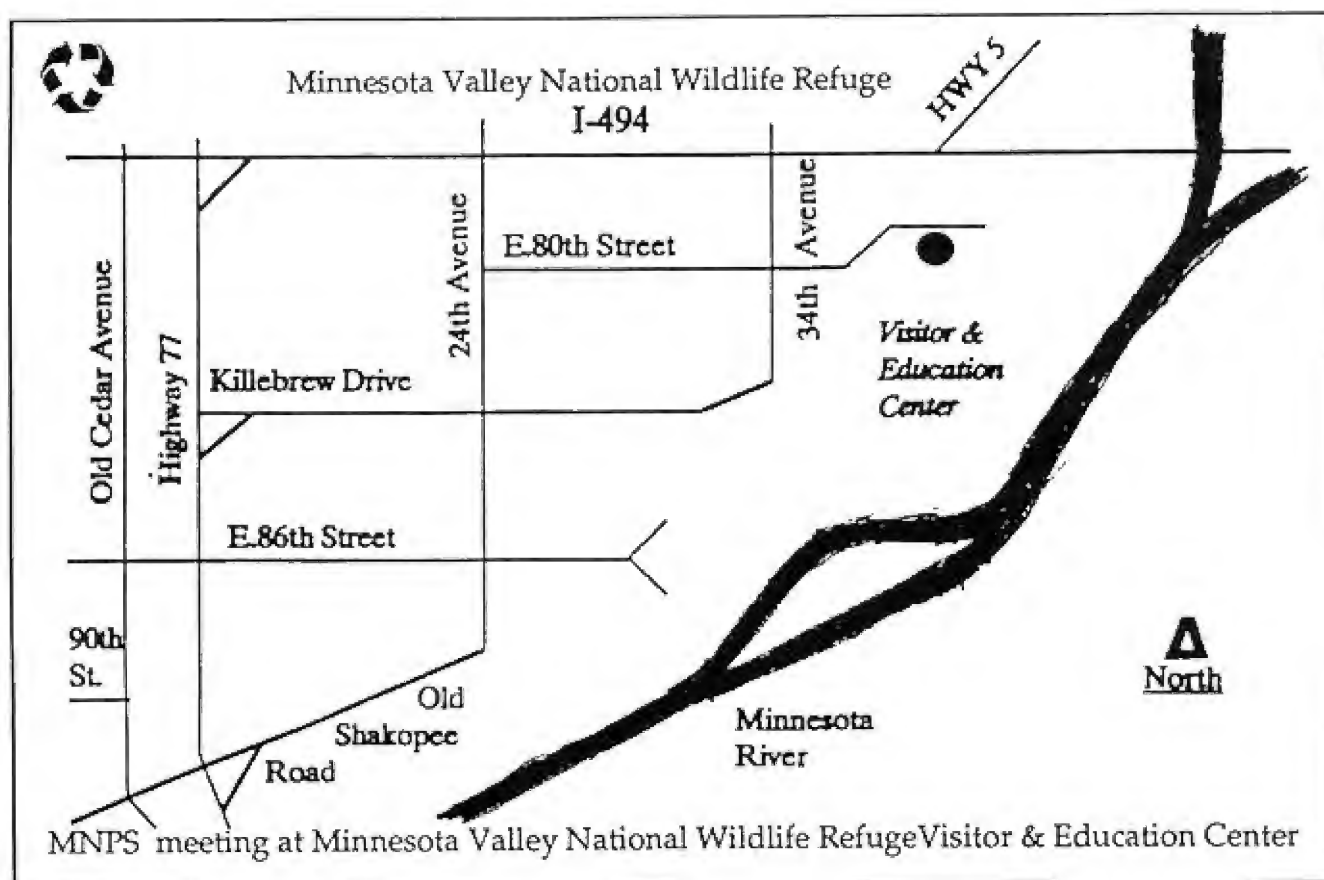 Minnesota Valley National Wildlife Refuge
I-494
HWY 5
Old Cedar Avenue
Highway 77
24th Avenue
E.80th Street
34th Avenue
Visitor &
Education
Center
Killebrew Drive
E.86th Street
90th
St.
Old
Shakopee
Road
Minnesota
River
North
MNPS meeting at Minnesota Valley National Wildlife RefugeVisitor & Education Center